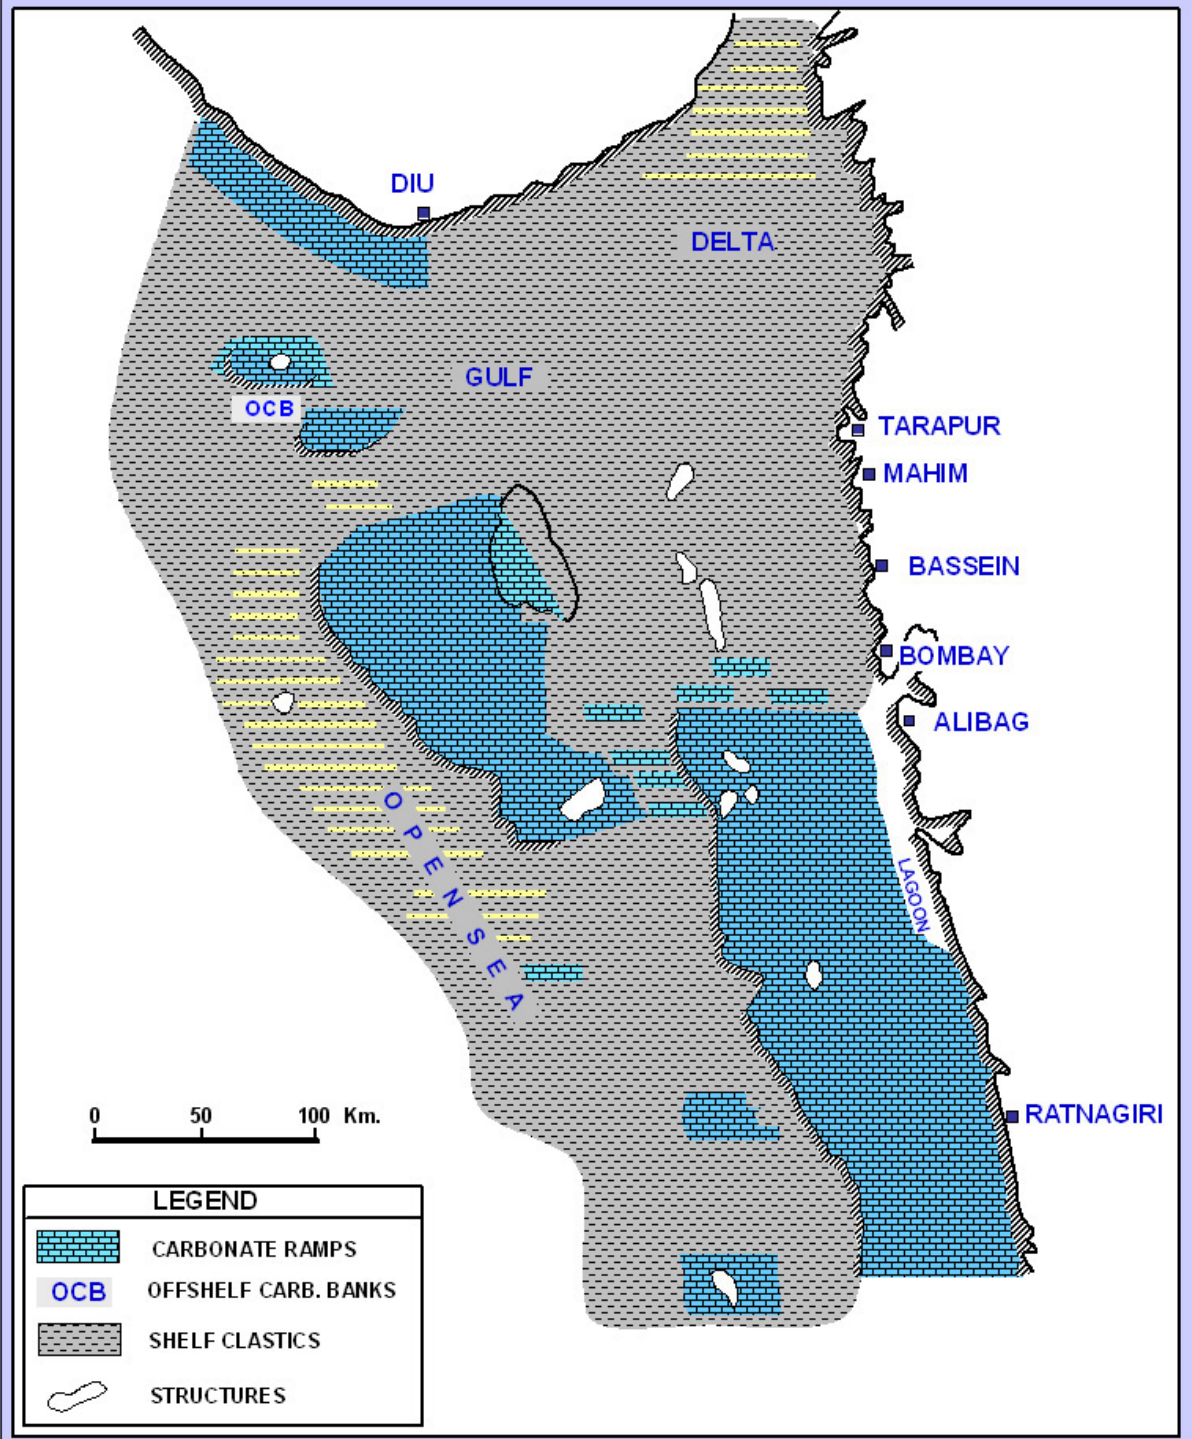 DIU
DELTA
GULF
OCB
TARAPUR
MAHIM
BASSEIN
BOMBAY
ALIBAG
OPEN SEA
LAGOON
RATNAGIRI
0 50 100 Km.
LEGEND
CARBONATE RAMPS
OCB OFFSHELF CARB. BANKS
SHELF CLASTICS
STRUCTURES